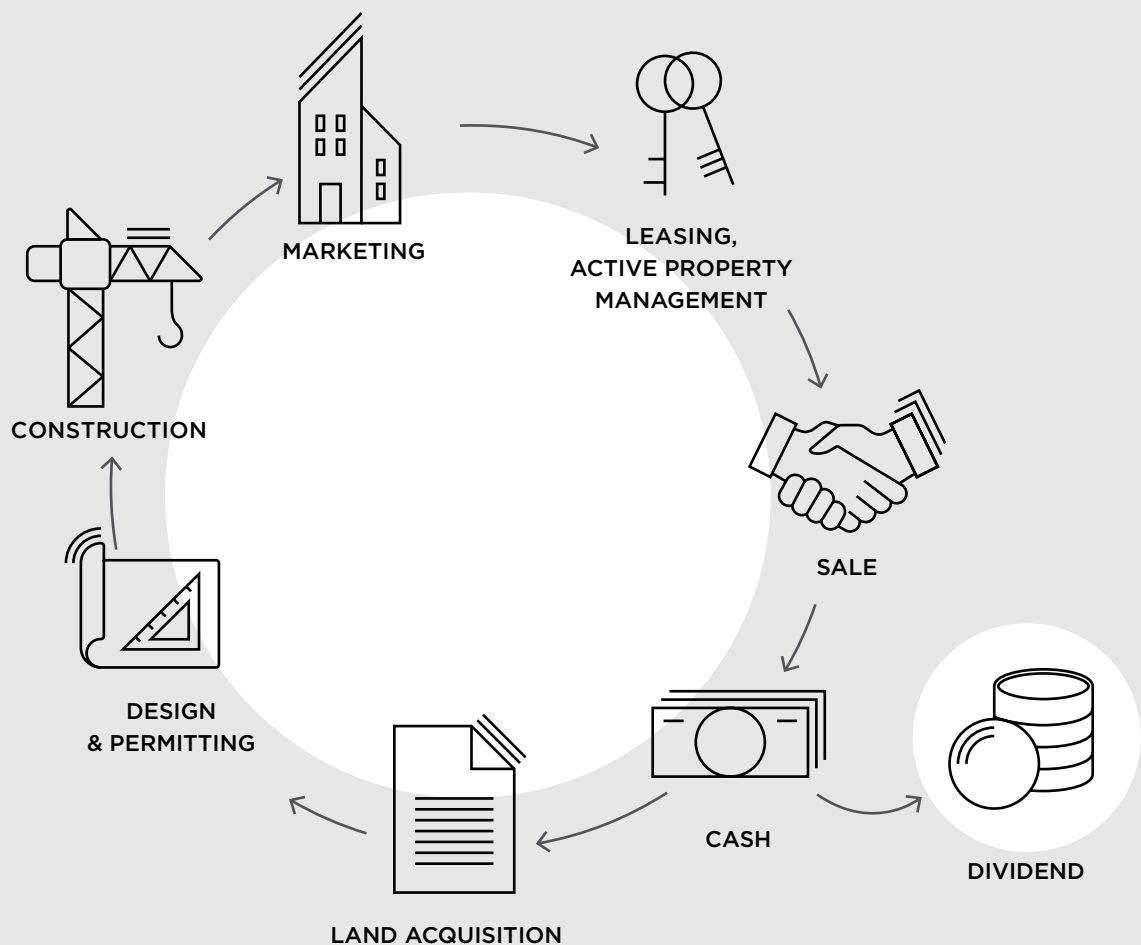 MARKETING
LEASING,
ACTIVE PROPERTY
MANAGEMENT
CONSTRUCTION
SALE
DESIGN
& PERMITTING
CASH
DIVIDEND
LAND ACQUISITION